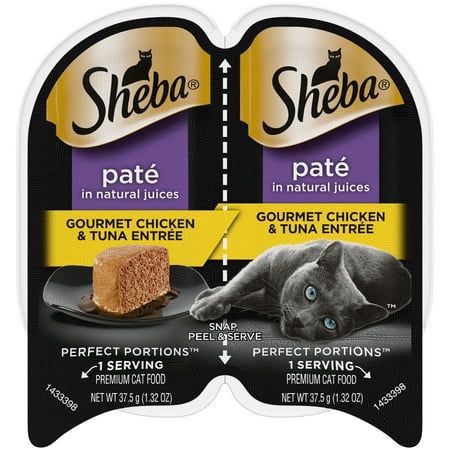 Sheba®
paté
in natural juices
GOURMET CHICKEN
& TUNA ENTRÉE
PERFECT PORTIONS™
1 SERVING
PREMIUM CAT FOOD
NET WT 37.5 g (1.32 OZ)
1433398
SNAP,
PEEL & SERVE
Sheba®
paté
in natural juices
GOURMET CHICKEN
& TUNA ENTRÉE
™
PERFECT PORTIONS™
1 SERVING
PREMIUM CAT FOOD
NET WT 37.5 g (1.32 OZ)
1433398